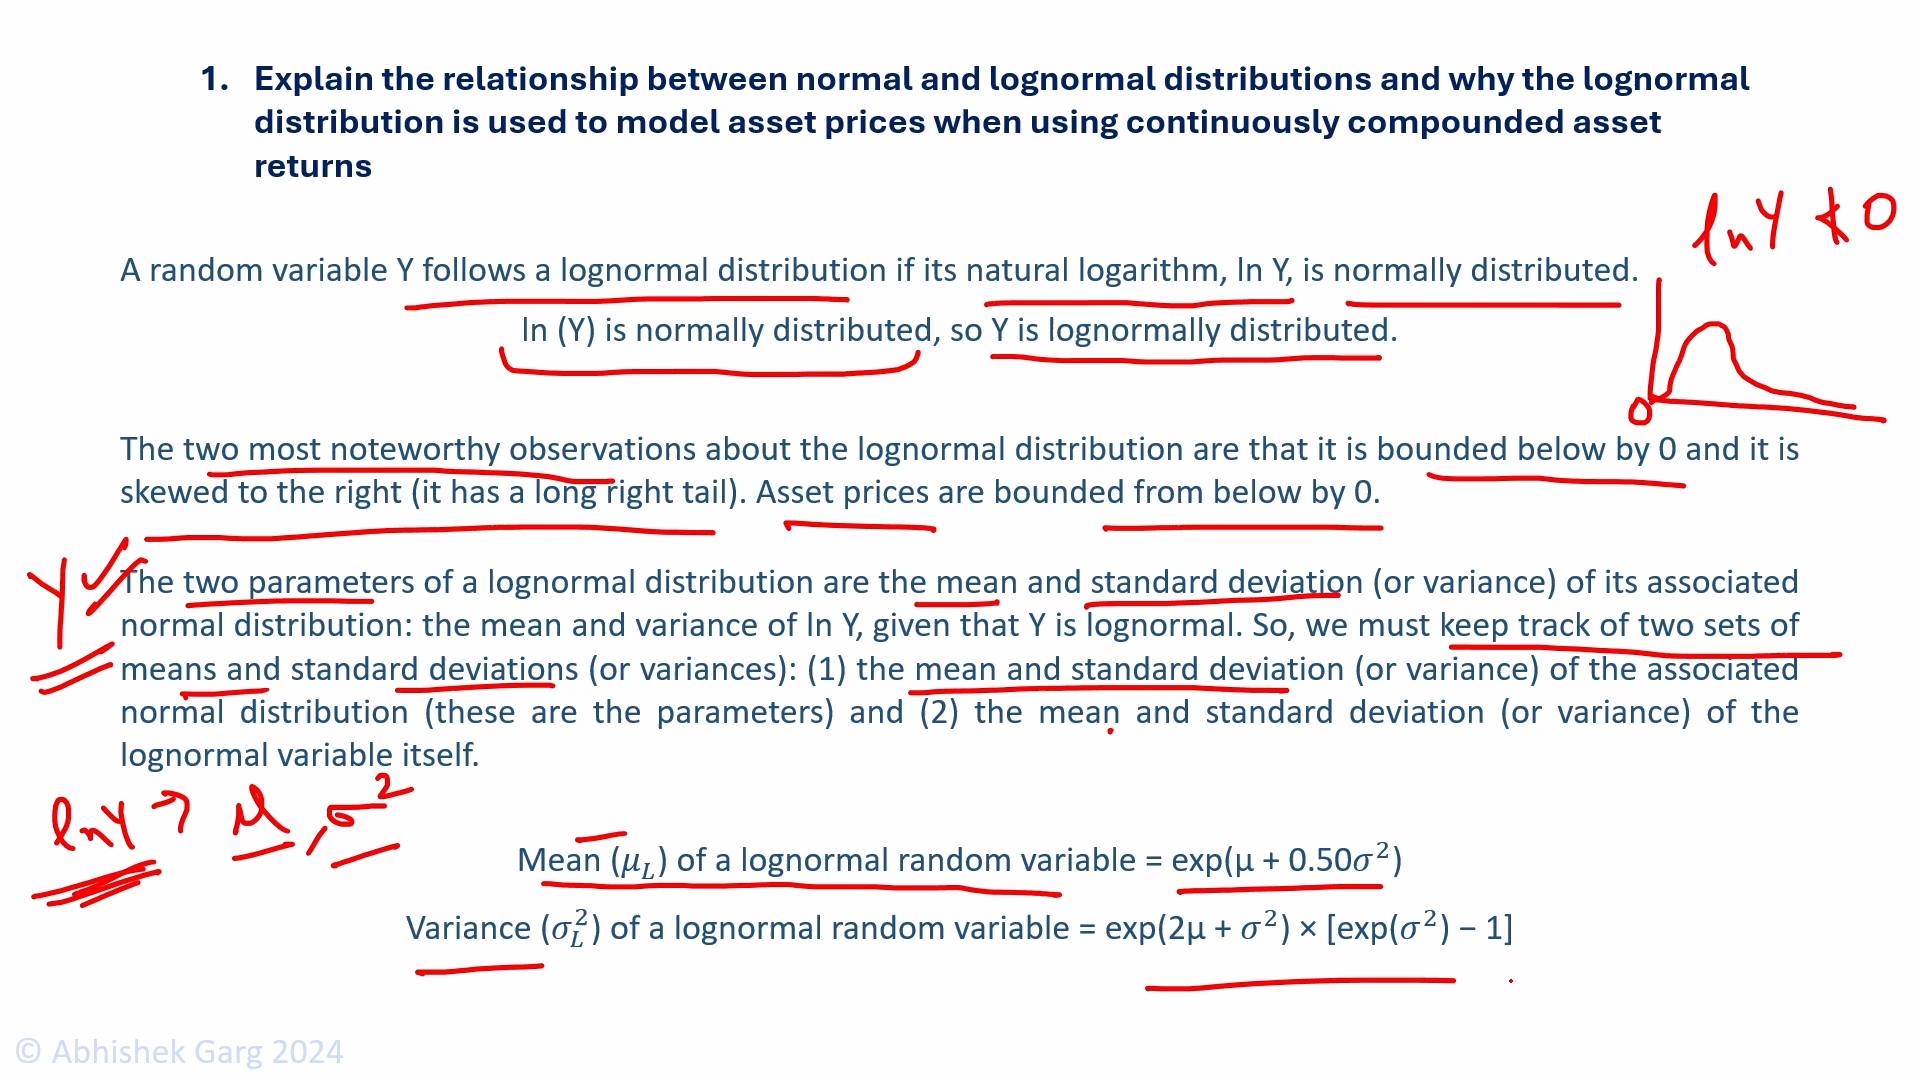 1. Explain the relationship between normal and lognormal distributions and why the lognormal
distribution is used to model asset prices when using continuously compounded asset
returns
ln Y ≮ 0
A random variable Y follows a lognormal distribution if its natural logarithm, ln Y, is normally distributed.
ln (Y) is normally distributed, so Y is lognormally distributed.
0
The two most noteworthy observations about the lognormal distribution are that it is bounded below by 0 and it is
skewed to the right (it has a long right tail). Asset prices are bounded from below by 0.
Y
The two parameters of a lognormal distribution are the mean and standard deviation (or variance) of its associated
normal distribution: the mean and variance of ln Y, given that Y is lognormal. So, we must keep track of two sets of
means and standard deviations (or variances): (1) the mean and standard deviation (or variance) of the associated
normal distribution (these are the parameters) and (2) the mean and standard deviation (or variance) of the
lognormal variable itself.
ln Y → μ, σ²
Mean (μ_L) of a lognormal random variable = exp(μ + 0.50σ²)
Variance (σ_L²) of a lognormal random variable = exp(2μ + σ²) × [exp(σ²) − 1]
© Abhishek Garg 2024